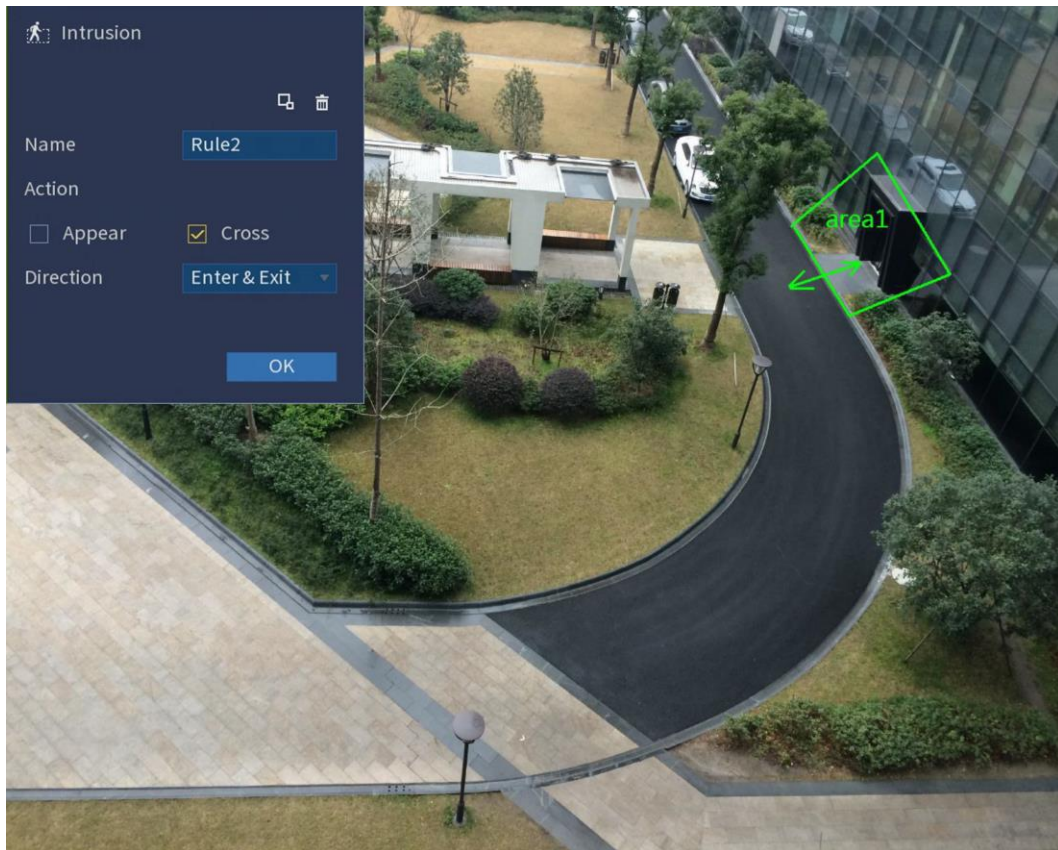 Intrusion
Name Rule2
Action
Appear Cross
Direction Enter & Exit
OK
area1